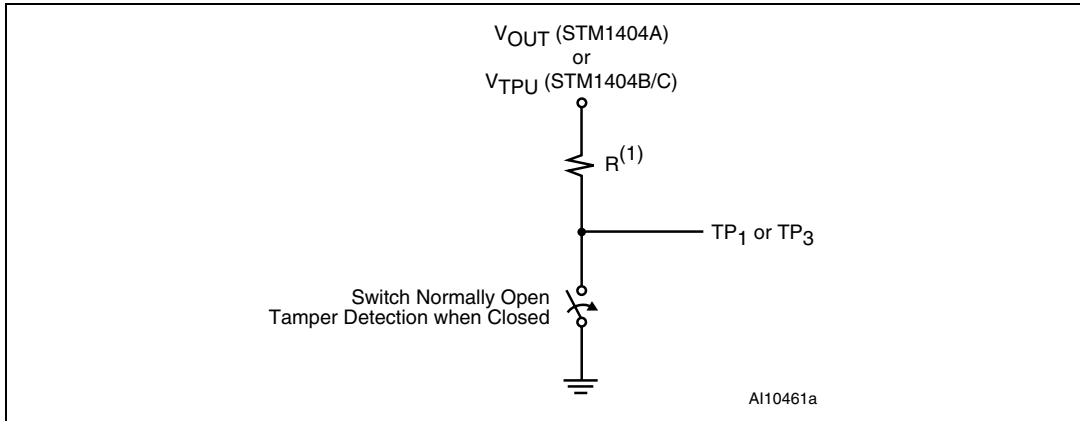 VOUT (STM1404A)
or
VTPU (STM1404B/C)
R(1)
TP1 or TP3
Switch Normally Open
Tamper Detection when Closed
AI10461a